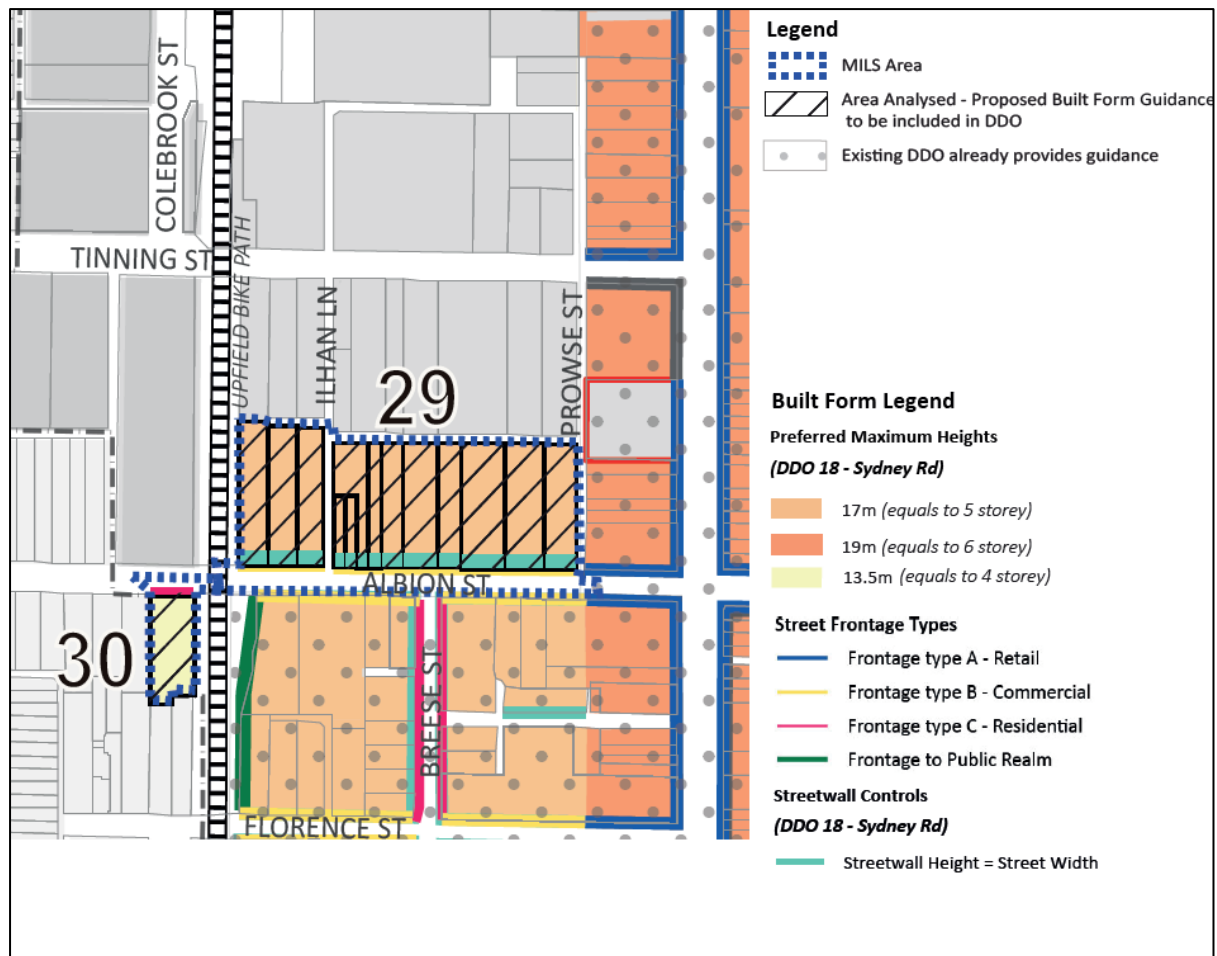 COLEBROOK ST
TINNING ST
UPFIELD BIKE PATH
ILHAN LN
29
PROWSE ST
ALBION ST
30
BREESE ST
FLORENCE ST
Legend
MILS Area
Area Analysed - Proposed Built Form Guidance
to be included in DDO
Existing DDO already provides guidance
Built Form Legend
Preferred Maximum Heights
(DDO 18 - Sydney Rd)
17m (equals to 5 storey)
19m (equals to 6 storey)
13.5m (equals to 4 storey)
Street Frontage Types
Frontage type A - Retail
Frontage type B - Commercial
Frontage type C - Residential
Frontage to Public Realm
Streetwall Controls
(DDO 18 - Sydney Rd)
Streetwall Height = Street Width